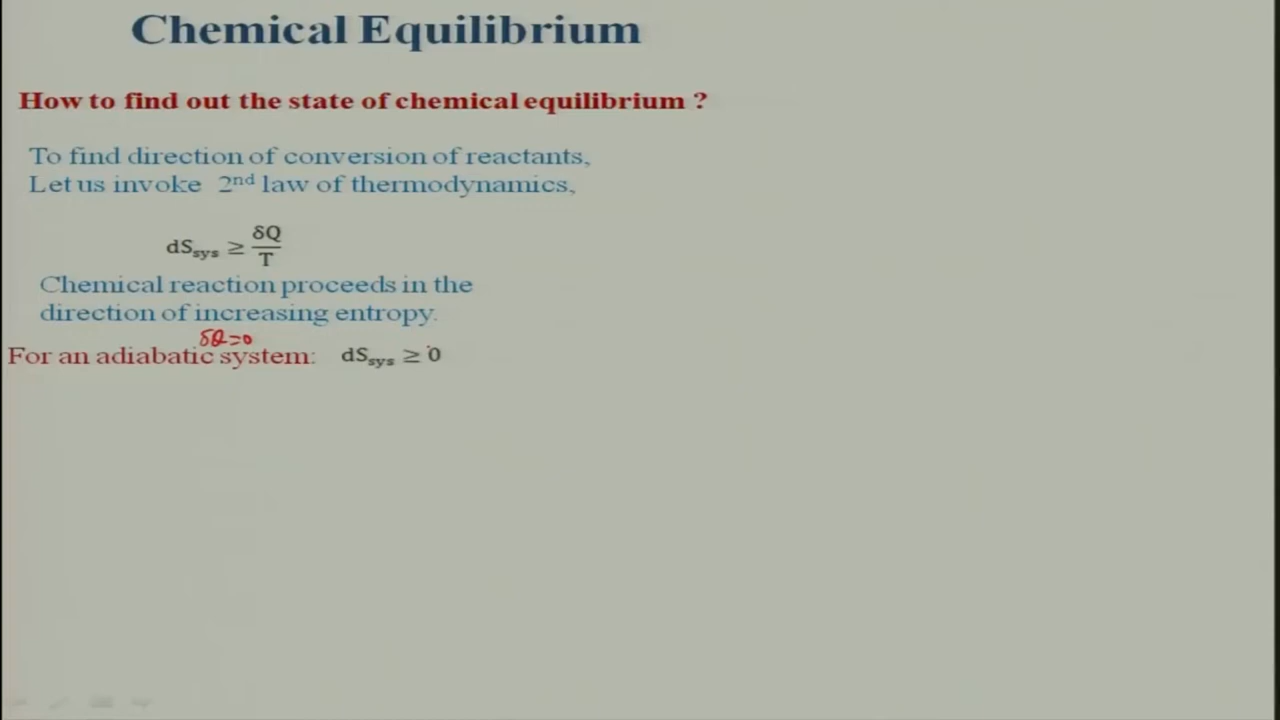 Chemical Equilibrium
How to find out the state of chemical equilibrium ?
To find direction of conversion of reactants,
Let us invoke 2nd law of thermodynamics,
dSsys ≥ δQ/T
Chemical reaction proceeds in the
direction of increasing entropy.
δQ=0
For an adiabatic system: dSsys ≥ 0